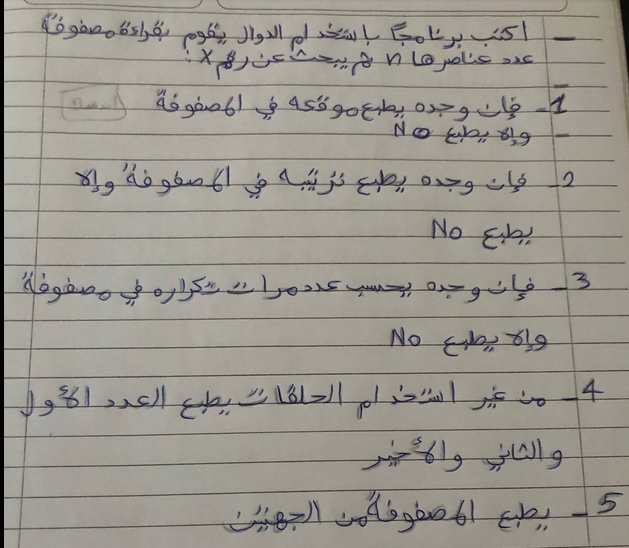 — اكتب برنامجاً باستخدام الدوال يقوم بقراءة مصفوفة
عدد عناصرها n ثم يبحث عن رقم x :
1- فإن وجده يطبع موقعه في المصفوفة
— وإلا يطبع No
2- فإن وجده يطبع ترتيبه في المصفوفة وإلا
يطبع No
3- فإن وجده يحسب عدد مرات تكراره في مصفوفة
وإلا يطبع No
4- من غير استخدام الحلقات يطبع العدد الأول
والثاني والأخير
5- يطبع المصفوفة من الجهتين